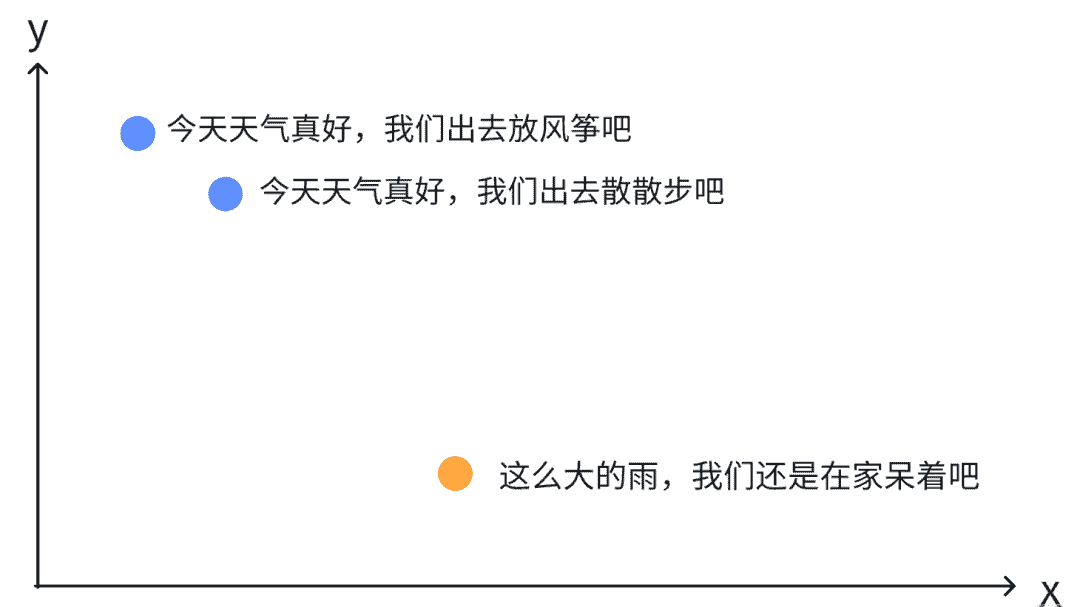 y
今天天气真好，我们出去放风筝吧
今天天气真好，我们出去散散步吧
这么大的雨，我们还是在家呆着吧
x